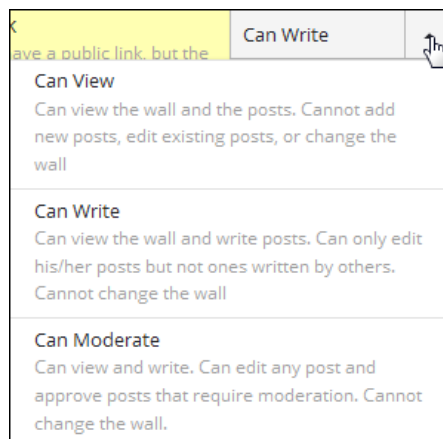 Can Write
ave a public link, but the
Can View
Can view the wall and the posts. Cannot add
new posts, edit existing posts, or change the
wall
Can Write
Can view the wall and write posts. Can only edit
his/her posts but not ones written by others.
Cannot change the wall
Can Moderate
Can view and write. Can edit any post and
approve posts that require moderation. Cannot
change the wall.